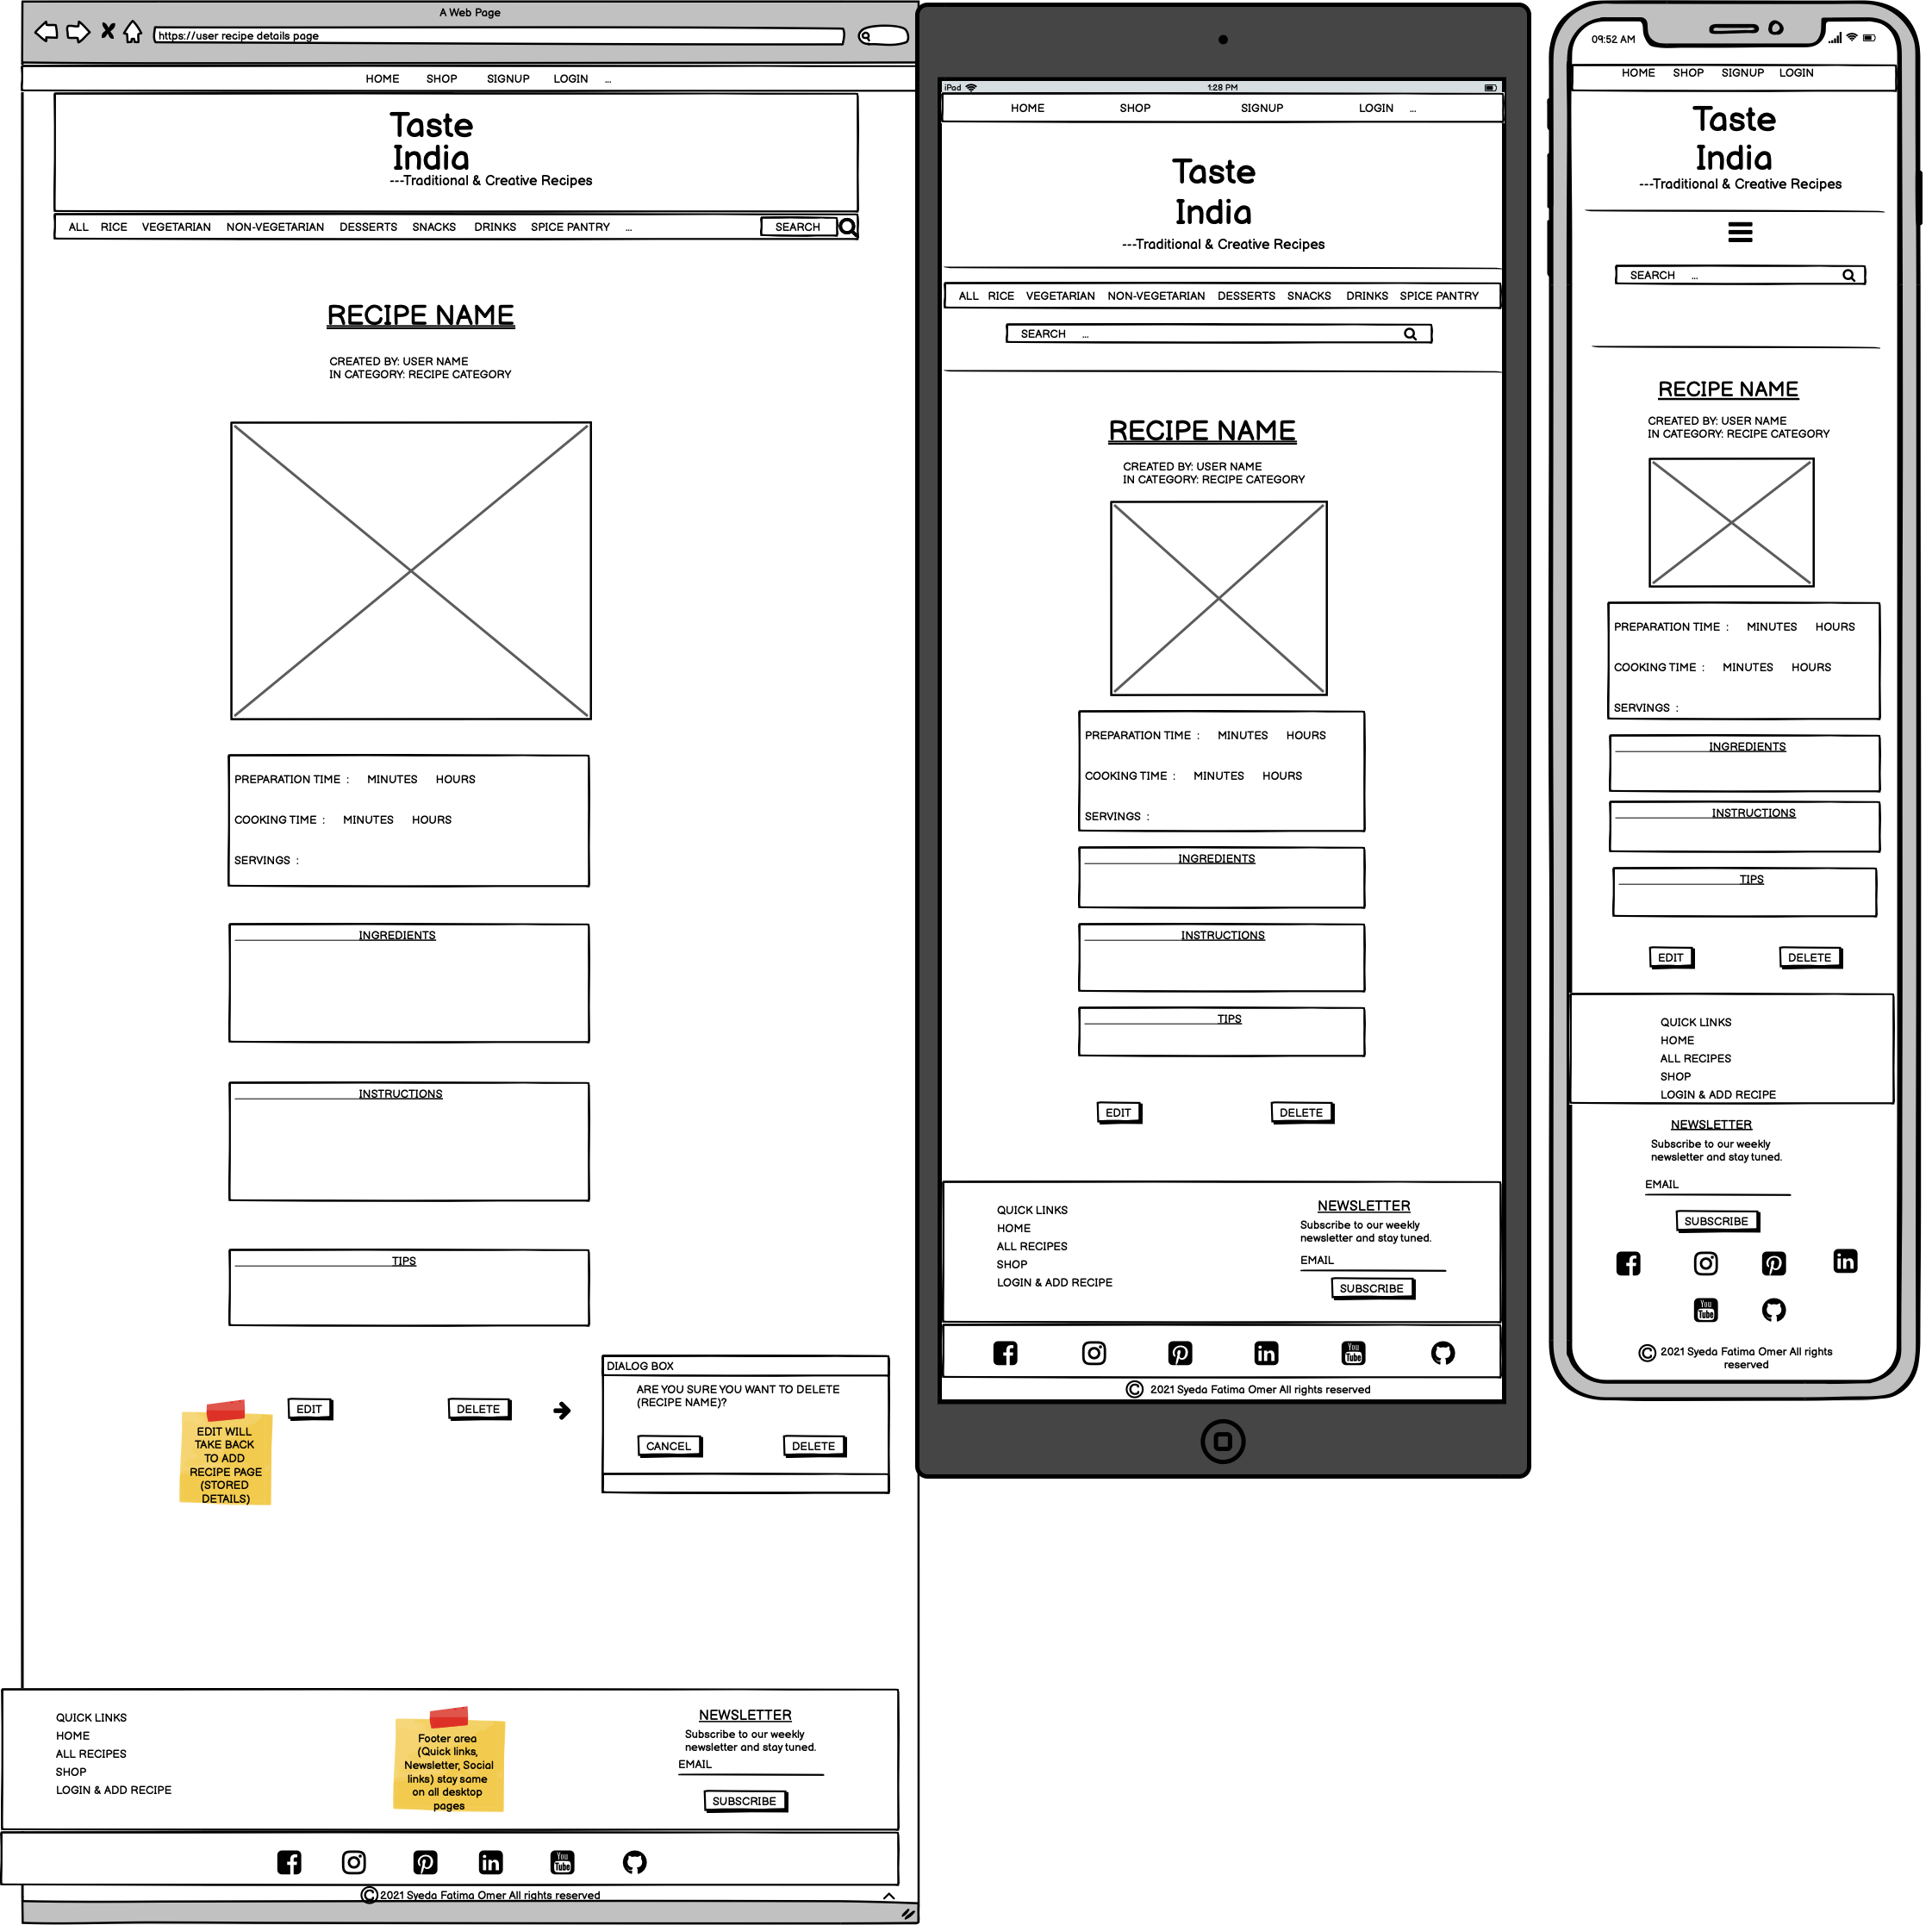 A Web Page
https://user recipe details page
HOME SHOP SIGNUP LOGIN ...
Taste
India
---Traditional & Creative Recipes
ALL RICE VEGETARIAN NON-VEGETARIAN DESSERTS SNACKS DRINKS SPICE PANTRY ... SEARCH
RECIPE NAME
CREATED BY: USER NAME
IN CATEGORY: RECIPE CATEGORY
PREPARATION TIME : MINUTES HOURS
COOKING TIME : MINUTES HOURS
SERVINGS :
INGREDIENTS
INSTRUCTIONS
TIPS
EDIT DELETE
EDIT WILL
TAKE BACK
TO ADD
RECIPE PAGE
(STORED
DETAILS)
DIALOG BOX
ARE YOU SURE YOU WANT TO DELETE
(RECIPE NAME)?
CANCEL DELETE
QUICK LINKS
HOME
ALL RECIPES
SHOP
LOGIN & ADD RECIPE
Footer area
(Quick links,
Newsletter, Social
links) stay same
on all desktop
pages
NEWSLETTER
Subscribe to our weekly
newsletter and stay tuned.
EMAIL
SUBSCRIBE
You
Tube
© 2021 Syeda Fatima Omer All rights reserved
iPad 1:28 PM
HOME SHOP SIGNUP LOGIN ...
Taste
India
---Traditional & Creative Recipes
ALL RICE VEGETARIAN NON-VEGETARIAN DESSERTS SNACKS DRINKS SPICE PANTRY
SEARCH ...
RECIPE NAME
CREATED BY: USER NAME
IN CATEGORY: RECIPE CATEGORY
PREPARATION TIME : MINUTES HOURS
COOKING TIME : MINUTES HOURS
SERVINGS :
INGREDIENTS
INSTRUCTIONS
TIPS
EDIT DELETE
QUICK LINKS
HOME
ALL RECIPES
SHOP
LOGIN & ADD RECIPE
NEWSLETTER
Subscribe to our weekly
newsletter and stay tuned.
EMAIL
SUBSCRIBE
You
Tube
© 2021 Syeda Fatima Omer All rights reserved
09:52 AM
HOME SHOP SIGNUP LOGIN
Taste
India
---Traditional & Creative Recipes
SEARCH ...
RECIPE NAME
CREATED BY: USER NAME
IN CATEGORY: RECIPE CATEGORY
PREPARATION TIME : MINUTES HOURS
COOKING TIME : MINUTES HOURS
SERVINGS :
INGREDIENTS
INSTRUCTIONS
TIPS
EDIT DELETE
QUICK LINKS
HOME
ALL RECIPES
SHOP
LOGIN & ADD RECIPE
NEWSLETTER
Subscribe to our weekly
newsletter and stay tuned.
EMAIL
SUBSCRIBE
You
Tube
© 2021 Syeda Fatima Omer All rights
reserved